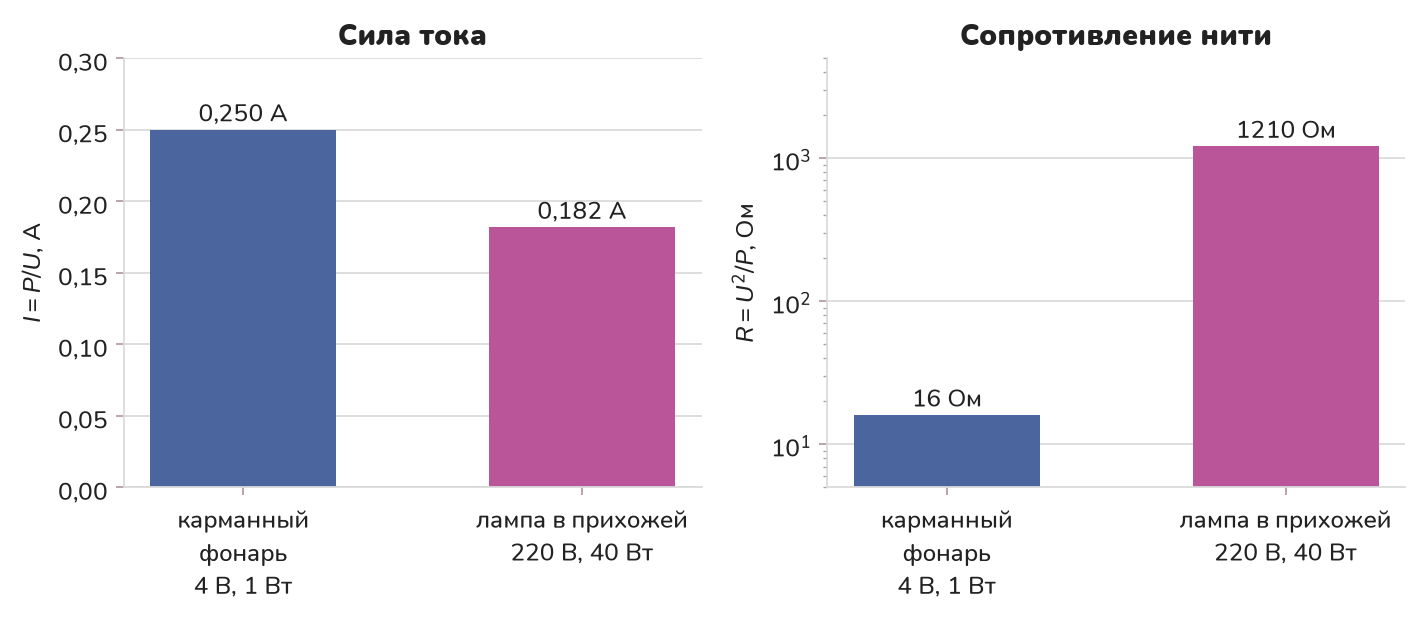 Сила тока
I = P/U, А
0,30
0,25
0,20
0,15
0,10
0,05
0,00
0,250 А
0,182 А
карманный
фонарь
4 В, 1 Вт
лампа в прихожей
220 В, 40 Вт
Сопротивление нити
R = U²/P, Ом
10³
10²
10¹
16 Ом
1210 Ом
карманный
фонарь
4 В, 1 Вт
лампа в прихожей
220 В, 40 Вт